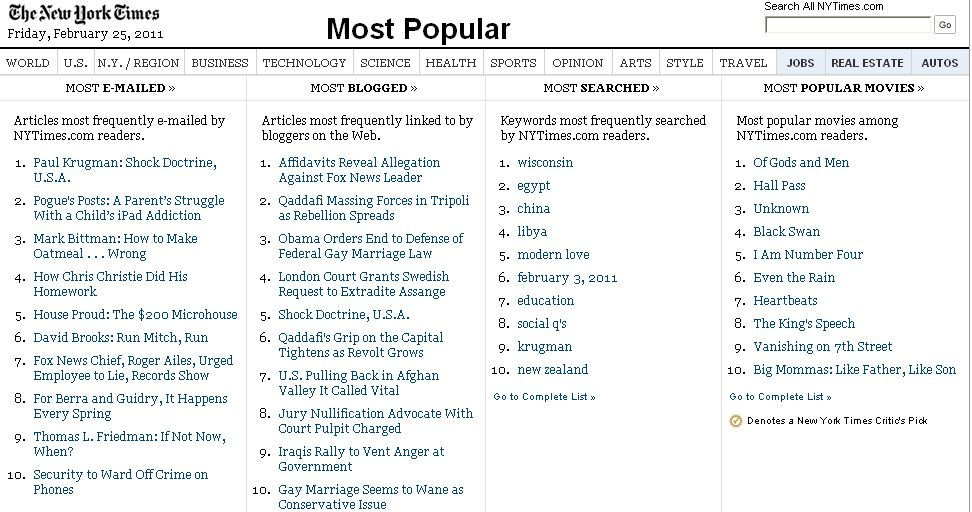 The New York Times
Friday, February 25, 2011
Most Popular
Search All NYTimes.com
Go
WORLD U.S. N.Y. / REGION BUSINESS TECHNOLOGY SCIENCE HEALTH SPORTS OPINION ARTS STYLE TRAVEL JOBS REAL ESTATE AUTOS
MOST E-MAILED »
Articles most frequently e-mailed by
NYTimes.com readers.
1. Paul Krugman: Shock Doctrine,
U.S.A.
2. Pogue's Posts: A Parent's Struggle
With a Child's iPad Addiction
3. Mark Bittman: How to Make
Oatmeal . . . Wrong
4. How Chris Christie Did His
Homework
5. House Proud: The $200 Microhouse
6. David Brooks: Run Mitch, Run
7. Fox News Chief, Roger Ailes, Urged
Employee to Lie, Records Show
8. For Berra and Guidry, It Happens
Every Spring
9. Thomas L. Friedman: If Not Now,
When?
10. Security to Ward Off Crime on
Phones
MOST BLOGGED »
Articles most frequently linked to by
bloggers on the Web.
1. Affidavits Reveal Allegation
Against Fox News Leader
2. Qaddafi Massing Forces in Tripoli
as Rebellion Spreads
3. Obama Orders End to Defense of
Federal Gay Marriage Law
4. London Court Grants Swedish
Request to Extradite Assange
5. Shock Doctrine, U.S.A.
6. Qaddafi's Grip on the Capital
Tightens as Revolt Grows
7. U.S. Pulling Back in Afghan
Valley It Called Vital
8. Jury Nullification Advocate With
Court Pulpit Charged
9. Iraqis Rally to Vent Anger at
Government
10. Gay Marriage Seems to Wane as
Conservative Issue
MOST SEARCHED »
Keywords most frequently searched
by NYTimes.com readers.
1. wisconsin
2. egypt
3. china
4. libya
5. modern love
6. february 3, 2011
7. education
8. social q's
9. krugman
10. new zealand
Go to Complete List »
MOST POPULAR MOVIES »
Most popular movies among
NYTimes.com readers.
1. Of Gods and Men
2. Hall Pass
3. Unknown
4. Black Swan
5. I Am Number Four
6. Even the Rain
7. Heartbeats
8. The King's Speech
9. Vanishing on 7th Street
10. Big Mommas: Like Father, Like Son
Go to Complete List »
Denotes a New York Times Critic's Pick